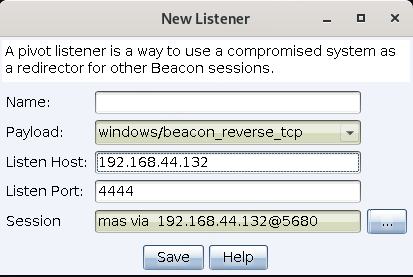 New Listener
A pivot listener is a way to use a compromised system as
a redirector for other Beacon sessions.
Name:
Payload: windows/beacon_reverse_tcp
Listen Host: 192.168.44.132
Listen Port: 4444
Session mas via 192.168.44.132@5680 ...
Save Help